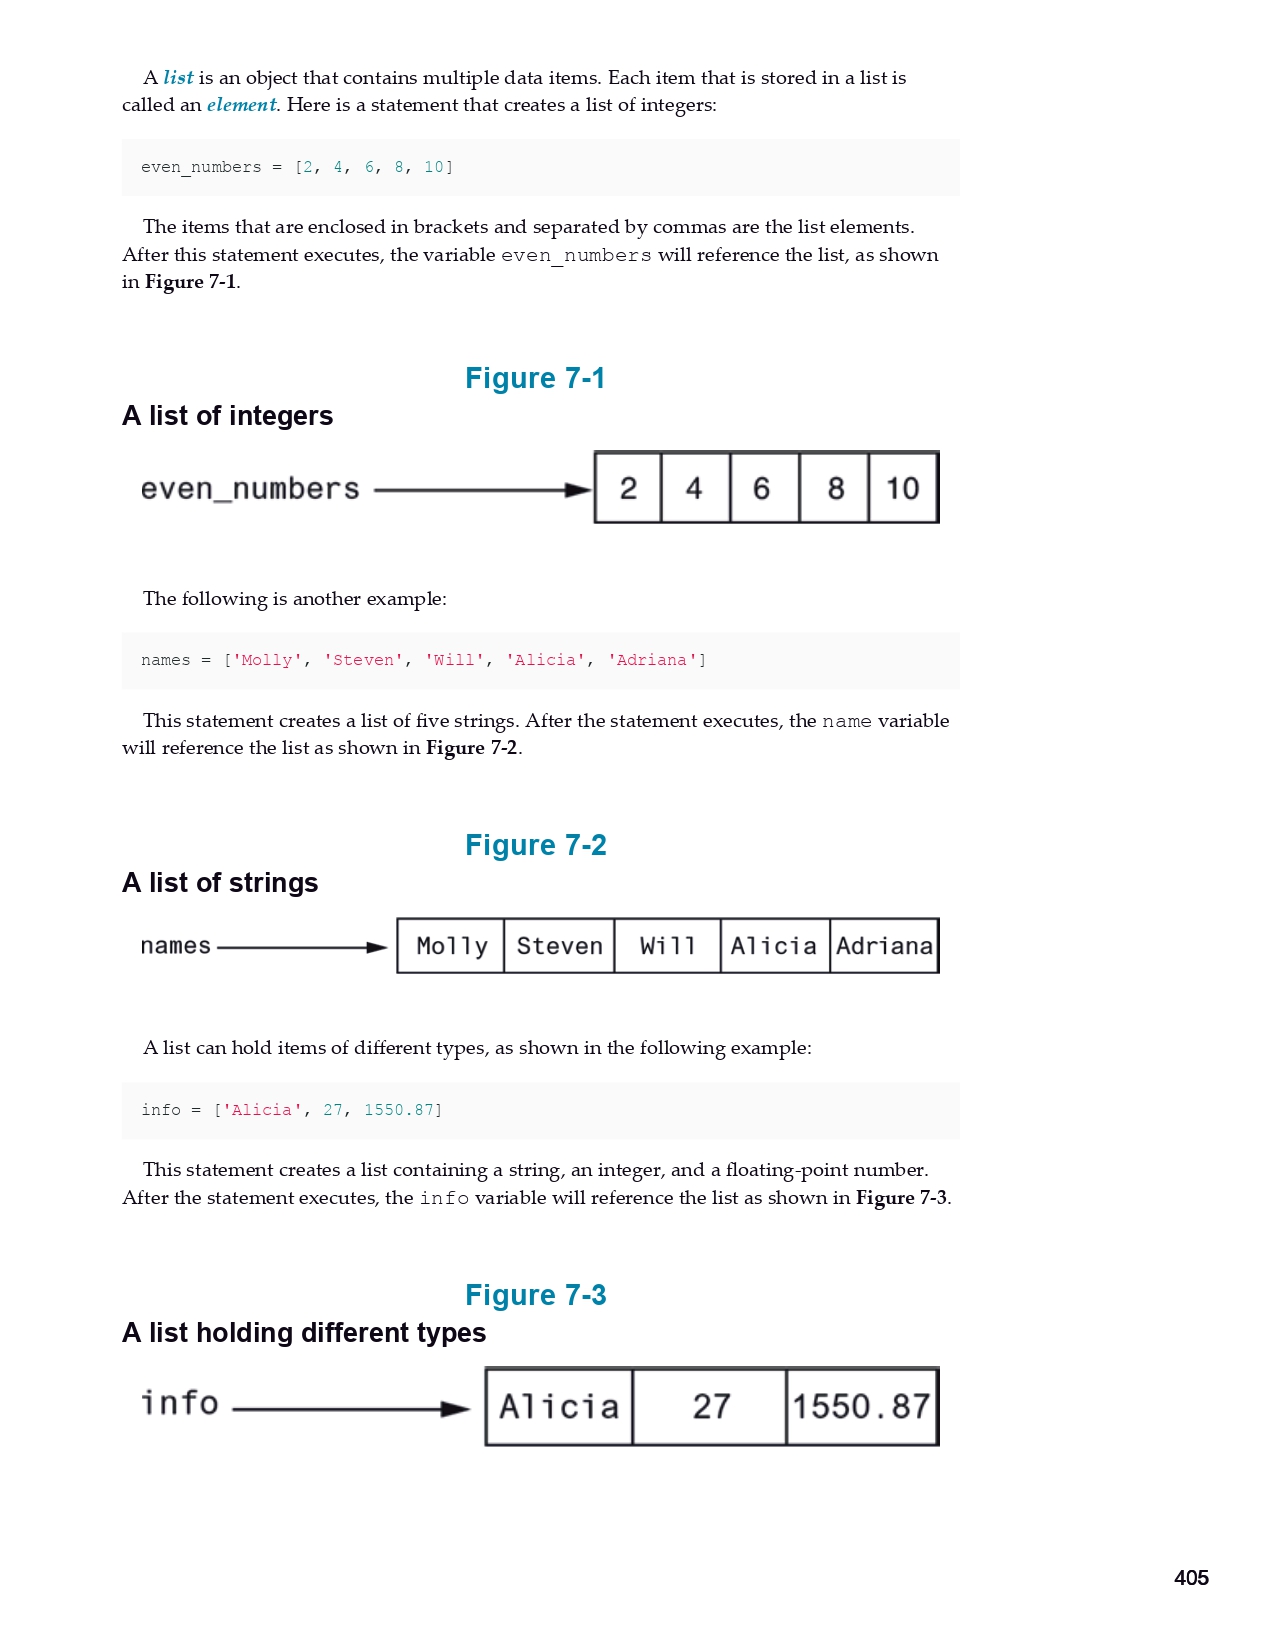 A list is an object that contains multiple data items. Each item that is stored in a list is
called an element. Here is a statement that creates a list of integers:
even_numbers = [2, 4, 6, 8, 10]
The items that are enclosed in brackets and separated by commas are the list elements.
After this statement executes, the variable even_numbers will reference the list, as shown
in Figure 7-1.
Figure 7-1
A list of integers
even_numbers 2 4 6 8 10
The following is another example:
names = ['Molly', 'Steven', 'Will', 'Alicia', 'Adriana']
This statement creates a list of five strings. After the statement executes, the name variable
will reference the list as shown in Figure 7-2.
Figure 7-2
A list of strings
names Molly Steven Will Alicia Adriana
A list can hold items of different types, as shown in the following example:
info = ['Alicia', 27, 1550.87]
This statement creates a list containing a string, an integer, and a floating-point number.
After the statement executes, the info variable will reference the list as shown in Figure 7-3.
Figure 7-3
A list holding different types
info Alicia 27 1550.87
405